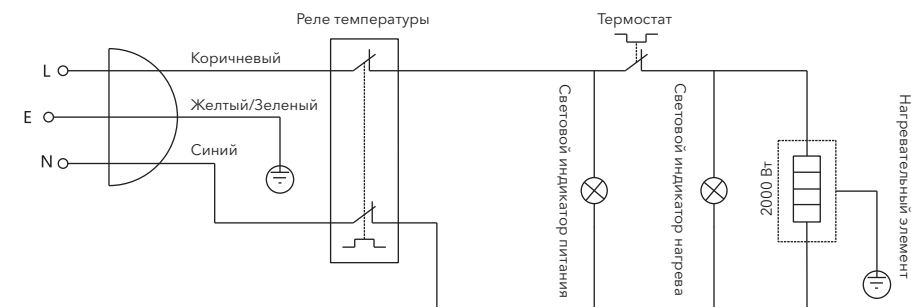 Реле температуры
Термостат
L
Коричневый
E
Желтый/Зеленый
N
Синий
Световой индикатор питания
Световой индикатор нагрева
2000 Вт
Нагревательный элемент